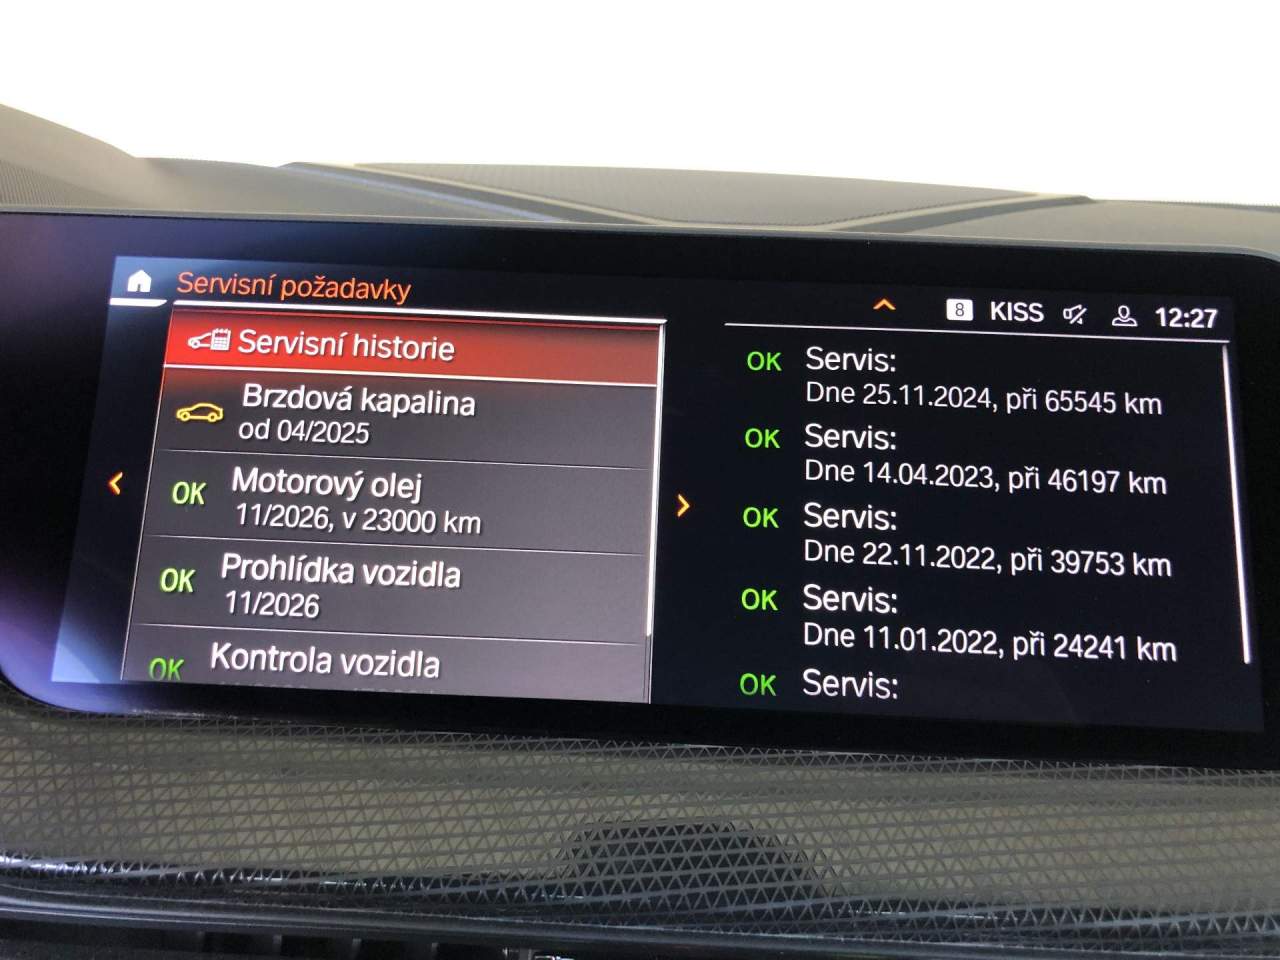 Servisní požadavky
8 KISS 12:27
Servisní historie
Brzdová kapalina
od 04/2025
OK Motorový olej
11/2026, v 23000 km
OK Prohlídka vozidla
11/2026
OK Kontrola vozidla
OK Servis:
Dne 25.11.2024, při 65545 km
OK Servis:
Dne 14.04.2023, při 46197 km
OK Servis:
Dne 22.11.2022, při 39753 km
OK Servis:
Dne 11.01.2022, při 24241 km
OK Servis: